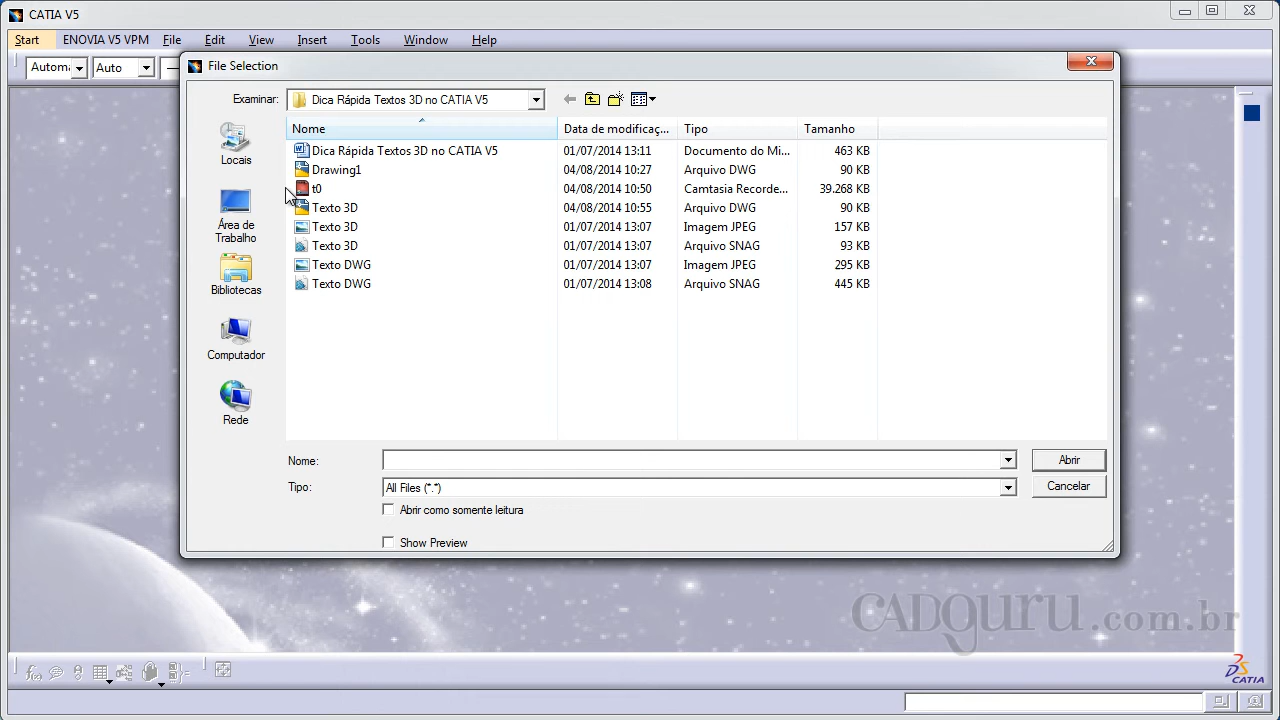 CATIA V5
Start ENOVIA V5 VPM File Edit View Insert Tools Window Help
Autom: Auto
File Selection
Examinar: Dica Rápida Textos 3D no CATIA V5
Nome Data de modificaç... Tipo Tamanho
Dica Rápida Textos 3D no CATIA V5 01/07/2014 13:11 Documento do Mi... 463 KB
Drawing1 04/08/2014 10:27 Arquivo DWG 90 KB
t0 04/08/2014 10:50 Camtasia Recorde... 39.268 KB
Texto 3D 04/08/2014 10:55 Arquivo DWG 90 KB
Texto 3D 01/07/2014 13:07 Imagem JPEG 157 KB
Texto 3D 01/07/2014 13:07 Arquivo SNAG 93 KB
Texto DWG 01/07/2014 13:07 Imagem JPEG 295 KB
Texto DWG 01/07/2014 13:08 Arquivo SNAG 445 KB
Locais
Área de
Trabalho
Bibliotecas
Computador
Rede
Nome: Abrir
Tipo: All Files (*.*) Cancelar
Abrir como somente leitura
Show Preview
CADGURU.com.br
f(x)
DS CATIA